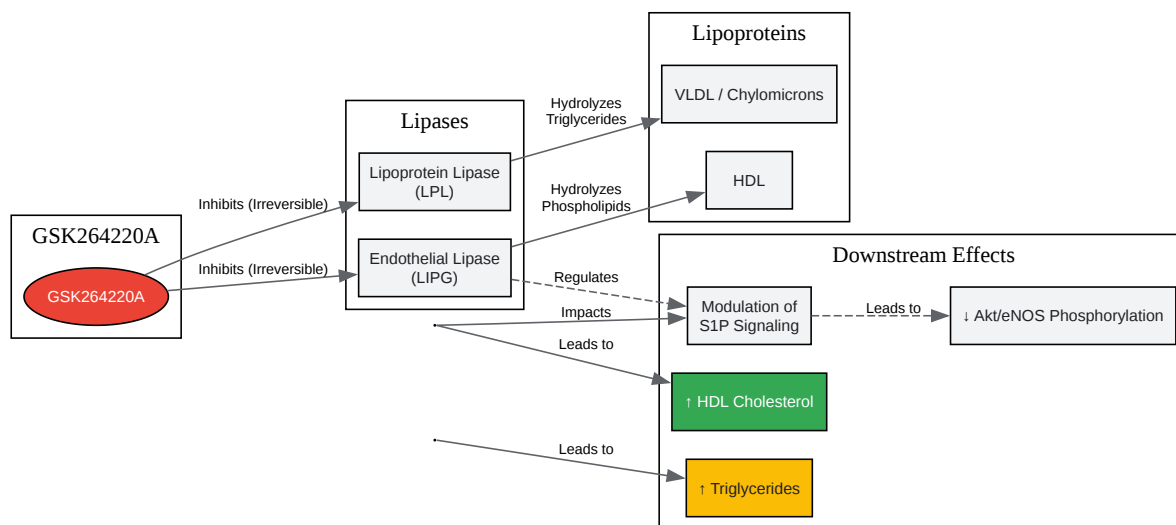 GSK264220A
GSK264220A
Inhibits (Irreversible)
Inhibits (Irreversible)
Lipases
Lipoprotein Lipase
(LPL)
Endothelial Lipase
(LIPG)
Hydrolyzes
Triglycerides
Hydrolyzes
Phospholipids
Lipoproteins
VLDL / Chylomicrons
HDL
Regulates
Impacts
Leads to
Leads to
Downstream Effects
Modulation of
S1P Signaling
Leads to
↓ Akt/eNOS Phosphorylation
↑ HDL Cholesterol
↑ Triglycerides